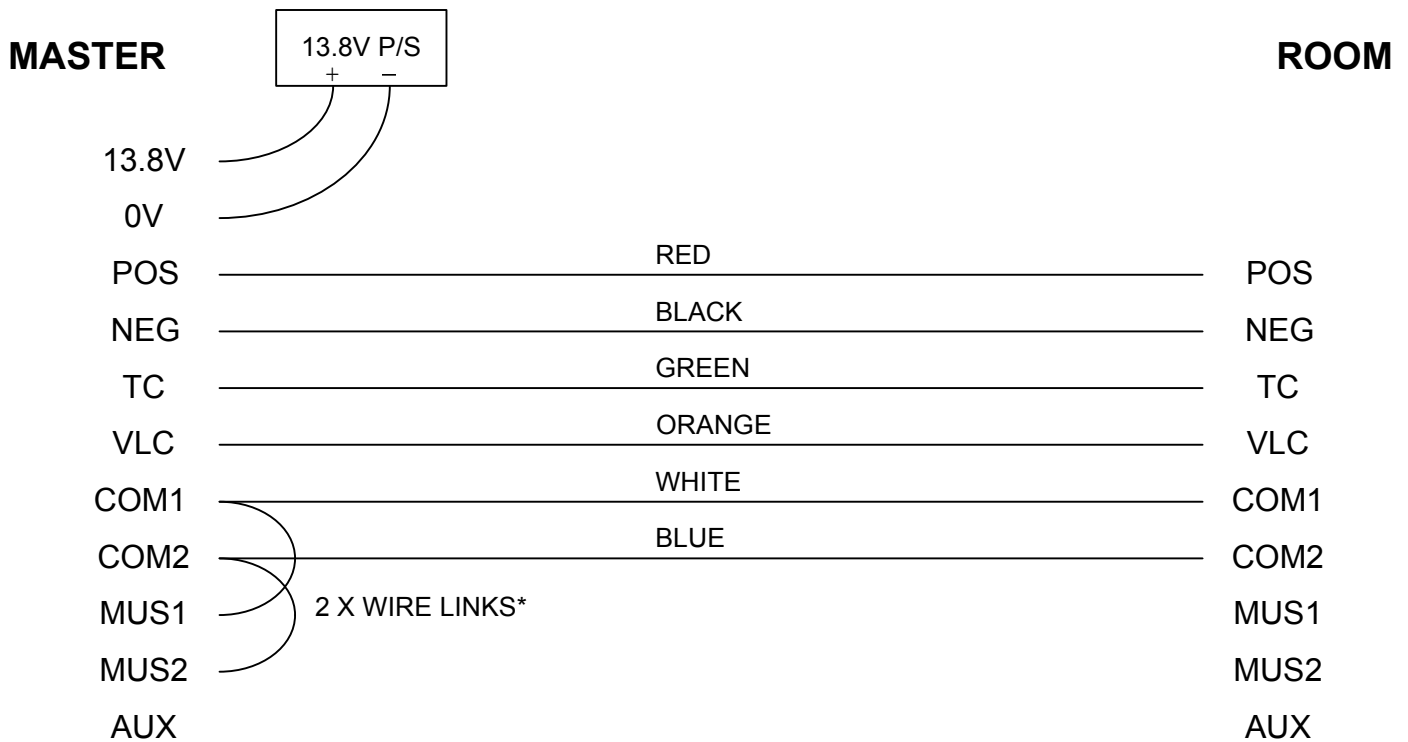 MASTER
13.8V P/S
+ −
ROOM
13.8V
0V
POS RED POS
NEG BLACK NEG
TC GREEN TC
VLC ORANGE VLC
COM1 WHITE COM1
COM2 BLUE COM2
MUS1 2 X WIRE LINKS* MUS1
MUS2 MUS2
AUX AUX